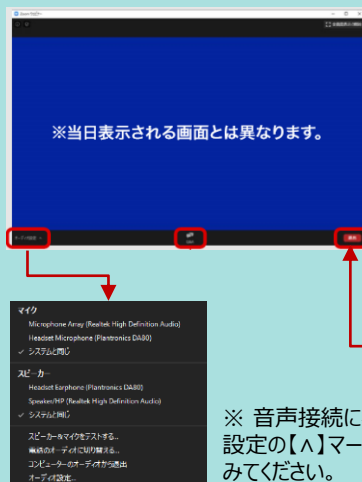 ※当日表示される画面とは異なります。
マイク
Microphone Array (Realtek High Definition Audio)
Headset Microphone (Plantronics DA80)
✓ システムと同じ
スピーカー
Headset Earphone (Plantronics DA80)
Speaker/HP (Realtek High Definition Audio)
✓ システムと同じ
スピーカー&マイクをテストする...
電話のオーディオに切り替える...
コンピューターのオーディオから退出
オーディオ設定...
※ 音声接続に
設定の【∧】マー
みてください。